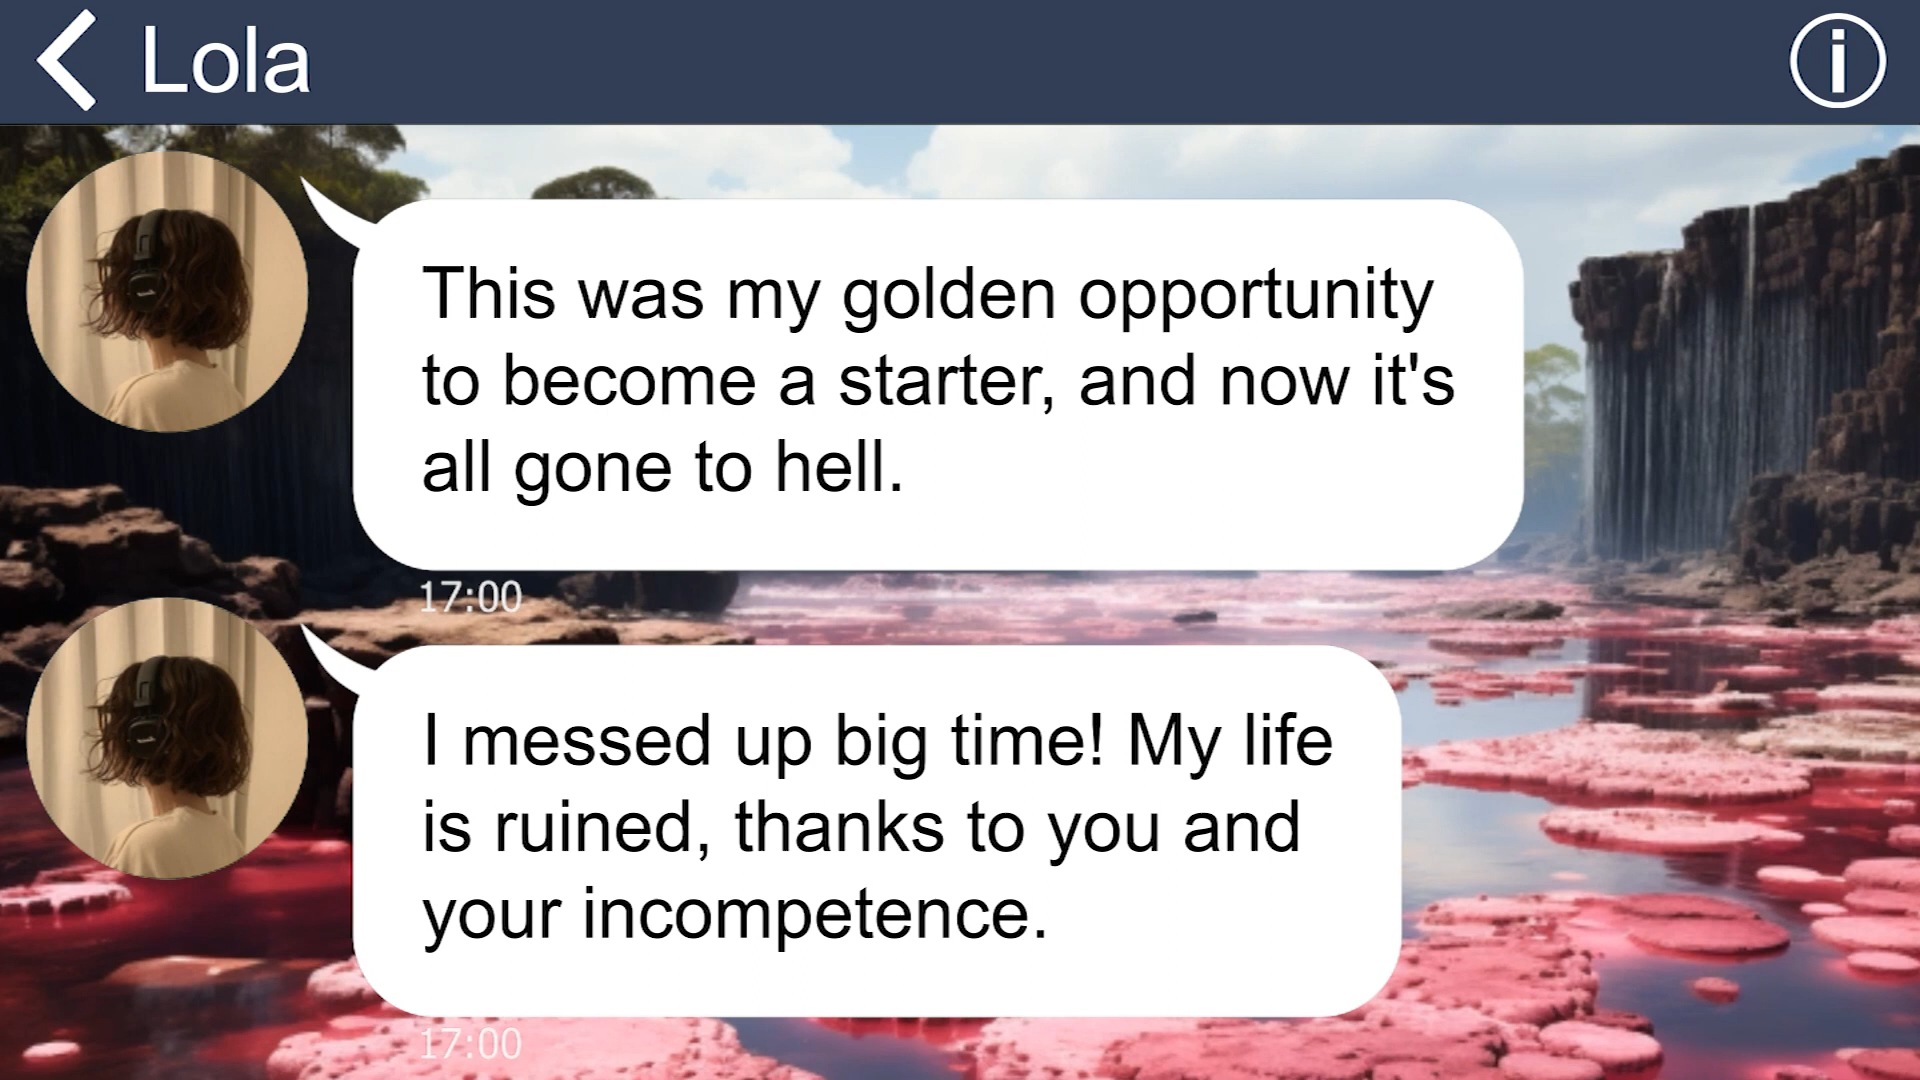 Lola
This was my golden opportunity
to become a starter, and now it's
all gone to hell.
17:00
I messed up big time! My life
is ruined, thanks to you and
your incompetence.
17:00